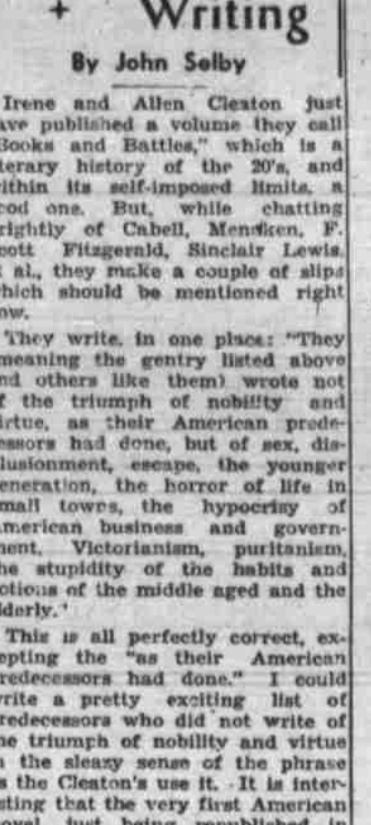 + Writing
By John Selby
Irene and Allen Cleaton just
ave published a volume they call
Books and Battles," which is a
terary history of the 20's, and
ithin its self-imposed limits, a
ood one. But, while chatting
rightly of Cabell, Mencken, F.
cott Fitzgerald, Sinclair Lewis,
t al., they make a couple of slips
hich should be mentioned right
ow.
They write, in one place: "They
meaning the gentry listed above
nd others like them) wrote not
f the triumph of nobility and
irtue, as their American prede-
essors had done, but of sex, dis-
lusionment, escape, the younger
eneration, the horror of life in
mall towns, the hypocrisy of
merican business and govern-
ent, Victorianism, puritanism,
he stupidity of the habits and
otions of the middle aged and the
lderly.'
This is all perfectly correct, ex-
epting the "as their American
redecessors had done." I could
rite a pretty exciting list of
redecessors who did not write of
he triumph of nobility and virtue
n the sleazy sense of the phrase
s the Cleaton's use it. It is inter-
sting that the very first American
ovel, just being republished in